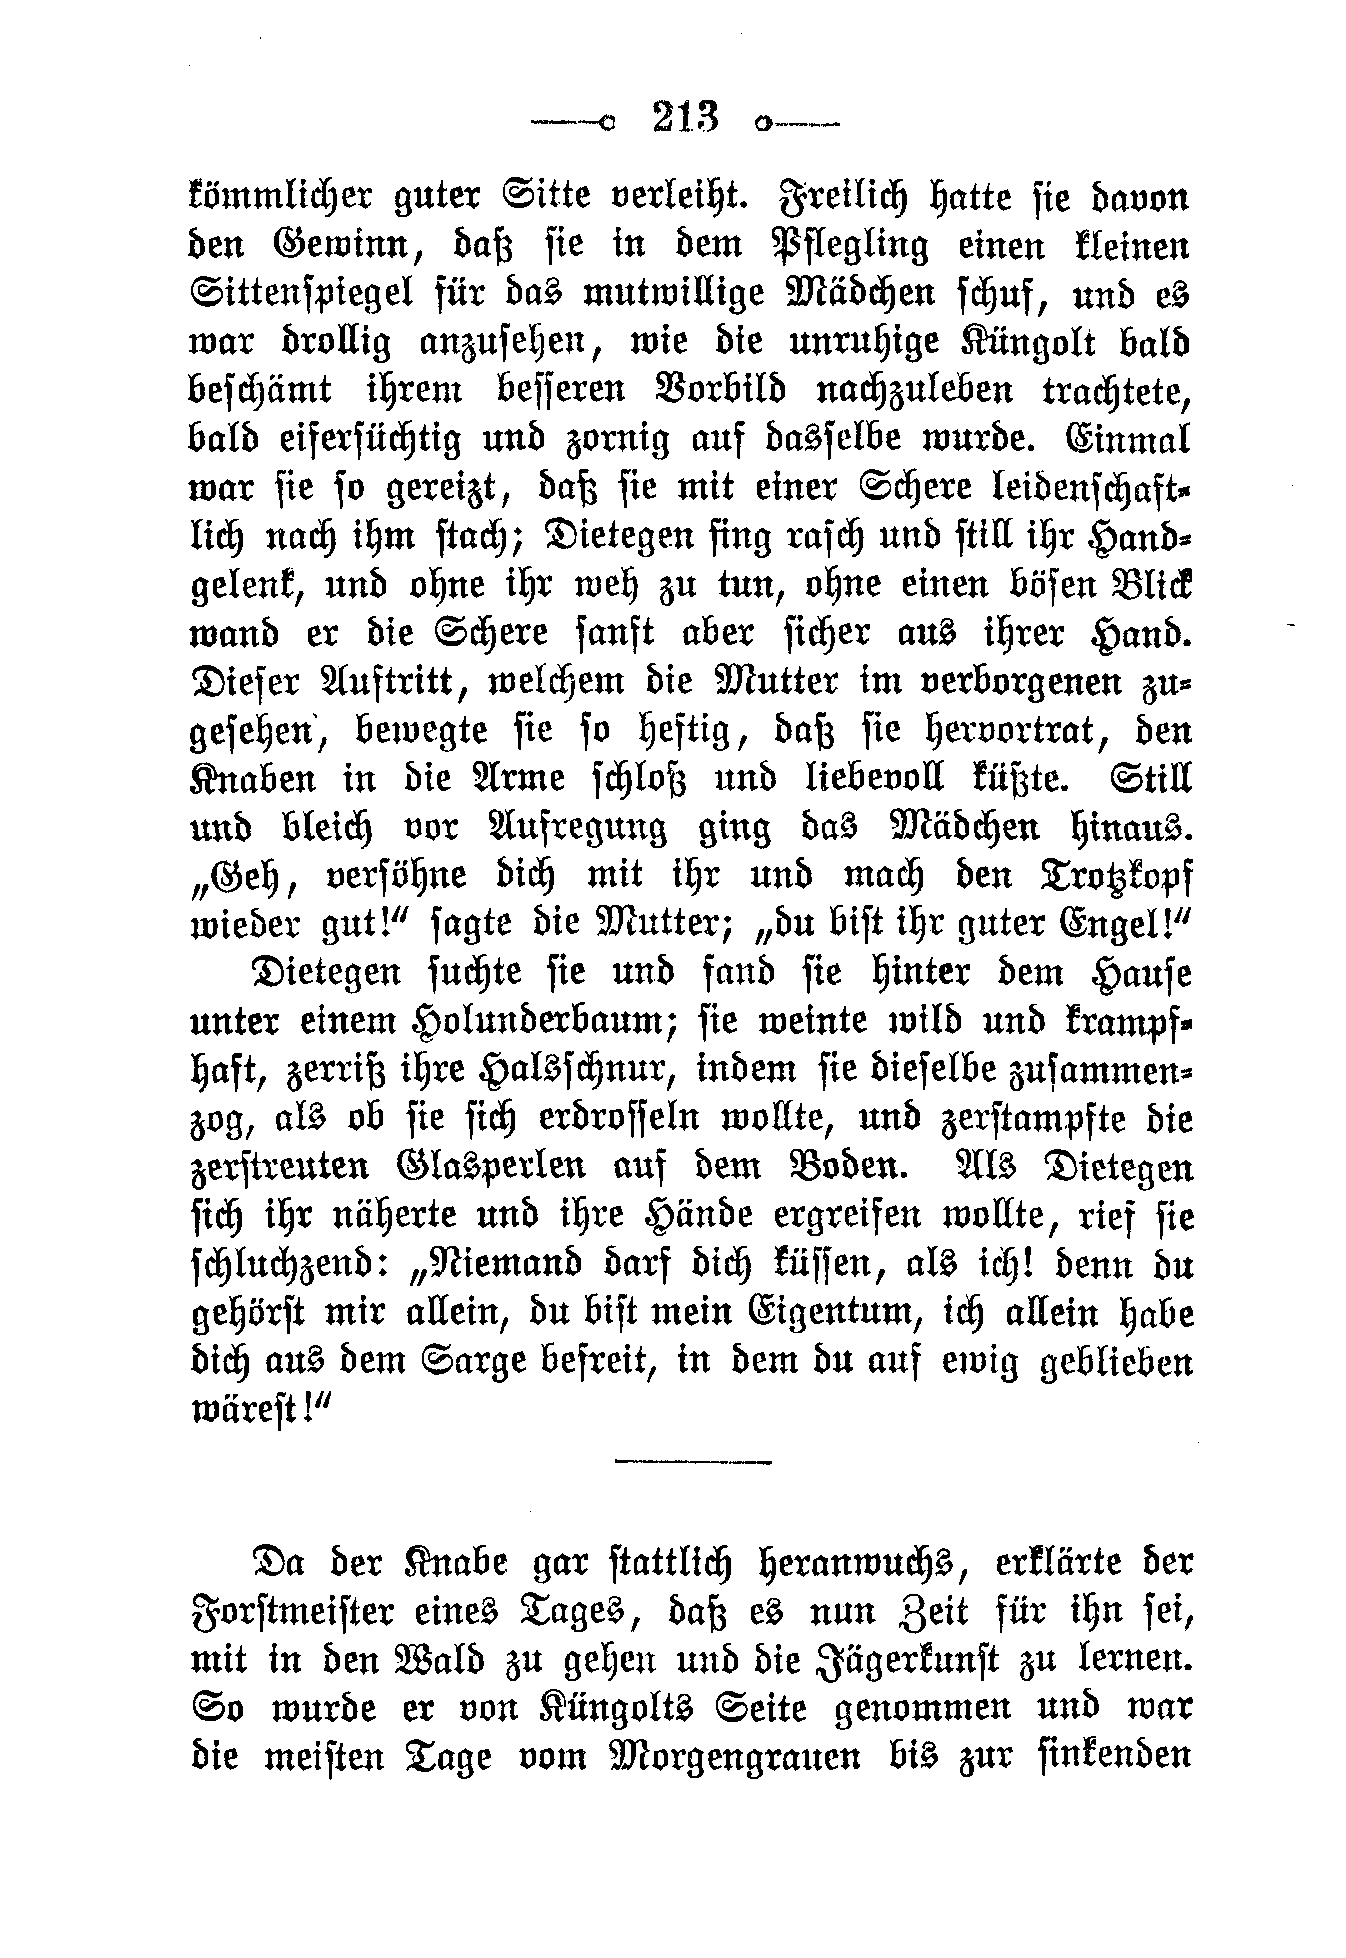 213
kömmlicher guter Sitte verleiht. Freilich hatte sie davon
den Gewinn, daß sie in dem Pflegling einen kleinen
Sittenspiegel für das mutwillige Mädchen schuf, und es
war drollig anzusehen, wie die unruhige Küngolt bald
beschämt ihrem besseren Vorbild nachzuleben trachtete,
bald eifersüchtig und zornig auf dasselbe wurde. Einmal
war sie so gereizt, daß sie mit einer Schere leidenschaft-
lich nach ihm stach; Dietegen fing rasch und still ihr Hand-
gelenk, und ohne ihr weh zu tun, ohne einen bösen Blick
wand er die Schere sanft aber sicher aus ihrer Hand.
Dieser Auftritt, welchem die Mutter im verborgenen zu-
gesehen, bewegte sie so heftig, daß sie hervortrat, den
Knaben in die Arme schloß und liebevoll küßte. Still
und bleich vor Aufregung ging das Mädchen hinaus.
„Geh, versöhne dich mit ihr und mach den Trotzkopf
wieder gut!“ sagte die Mutter; „du bist ihr guter Engel!“
Dietegen suchte sie und fand sie hinter dem Hause
unter einem Holunderbaum; sie weinte wild und krampf-
haft, zerriß ihre Halsschnur, indem sie dieselbe zusammen-
zog, als ob sie sich erdrosseln wollte, und zerstampfte die
zerstreuten Glasperlen auf dem Boden. Als Dietegen
sich ihr näherte und ihre Hände ergreifen wollte, rief sie
schluchzend: „Niemand darf dich küssen, als ich! denn du
gehörst mir allein, du bist mein Eigentum, ich allein habe
dich aus dem Sarge befreit, in dem du auf ewig geblieben
wärest!“
Da der Knabe gar stattlich heranwuchs, erklärte der
Forstmeister eines Tages, daß es nun Zeit für ihn sei,
mit in den Wald zu gehen und die Jägerkunst zu lernen.
So wurde er von Küngolts Seite genommen und war
die meisten Tage vom Morgengrauen bis zur sinkenden